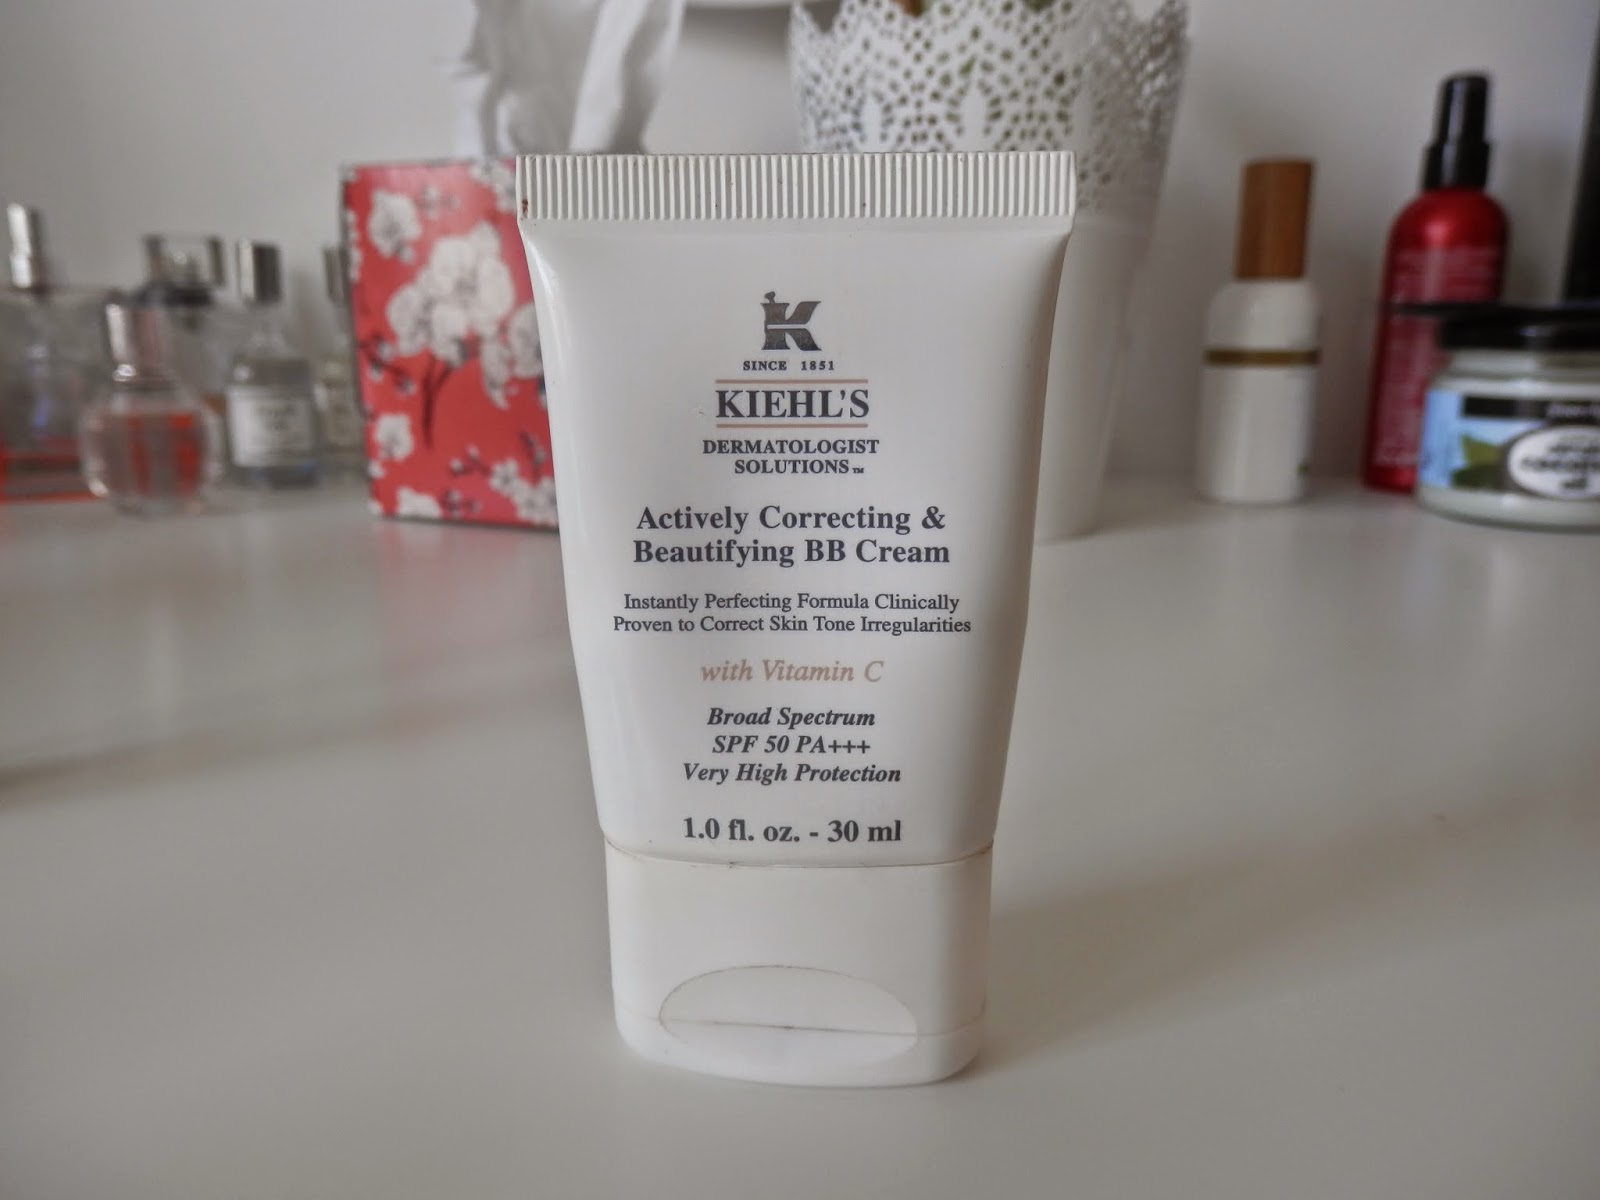 K
SINCE 1851
KIEHL'S
DERMATOLOGIST
SOLUTIONS™
Actively Correcting &
Beautifying BB Cream
Instantly Perfecting Formula Clinically
Proven to Correct Skin Tone Irregularities
with Vitamin C
Broad Spectrum
SPF 50 PA+++
Very High Protection
1.0 fl. oz. - 30 ml